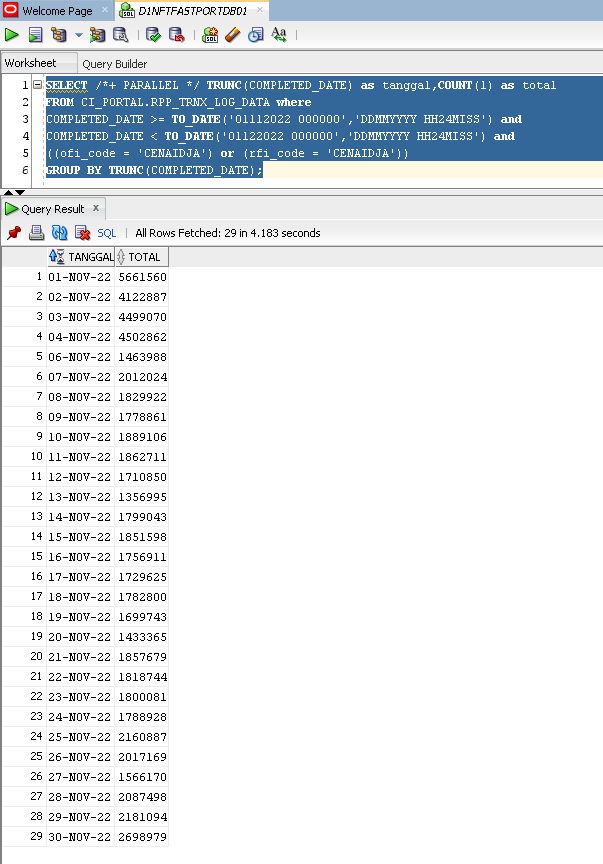 Welcome Page × D1NFTFASTPORTDB01 ×
Worksheet Query Builder
1 SELECT /*+ PARALLEL */ TRUNC(COMPLETED_DATE) as tanggal,COUNT(1) as total
2 FROM CI_PORTAL.RPP_TRNX_LOG_DATA where
3 COMPLETED_DATE >= TO_DATE('01112022 000000','DDMMYYYY HH24MISS') and
4 COMPLETED_DATE < TO_DATE('01122022 000000','DDMMYYYY HH24MISS') and
5 ((ofi_code = 'CENAIDJA') or (rfi_code = 'CENAIDJA'))
6 GROUP BY TRUNC(COMPLETED_DATE);
Query Result ×
SQL | All Rows Fetched: 29 in 4.183 seconds
TANGGAL TOTAL
1 01-NOV-22 5661560
2 02-NOV-22 4122887
3 03-NOV-22 4499070
4 04-NOV-22 4502862
5 06-NOV-22 1463988
6 07-NOV-22 2012024
7 08-NOV-22 1829922
8 09-NOV-22 1778861
9 10-NOV-22 1889106
10 11-NOV-22 1862711
11 12-NOV-22 1710850
12 13-NOV-22 1356995
13 14-NOV-22 1799043
14 15-NOV-22 1851598
15 16-NOV-22 1756911
16 17-NOV-22 1729625
17 18-NOV-22 1782800
18 19-NOV-22 1699743
19 20-NOV-22 1433365
20 21-NOV-22 1857679
21 22-NOV-22 1818744
22 23-NOV-22 1800081
23 24-NOV-22 1788928
24 25-NOV-22 2160887
25 26-NOV-22 2017169
26 27-NOV-22 1566170
27 28-NOV-22 2087498
28 29-NOV-22 2181094
29 30-NOV-22 2698979